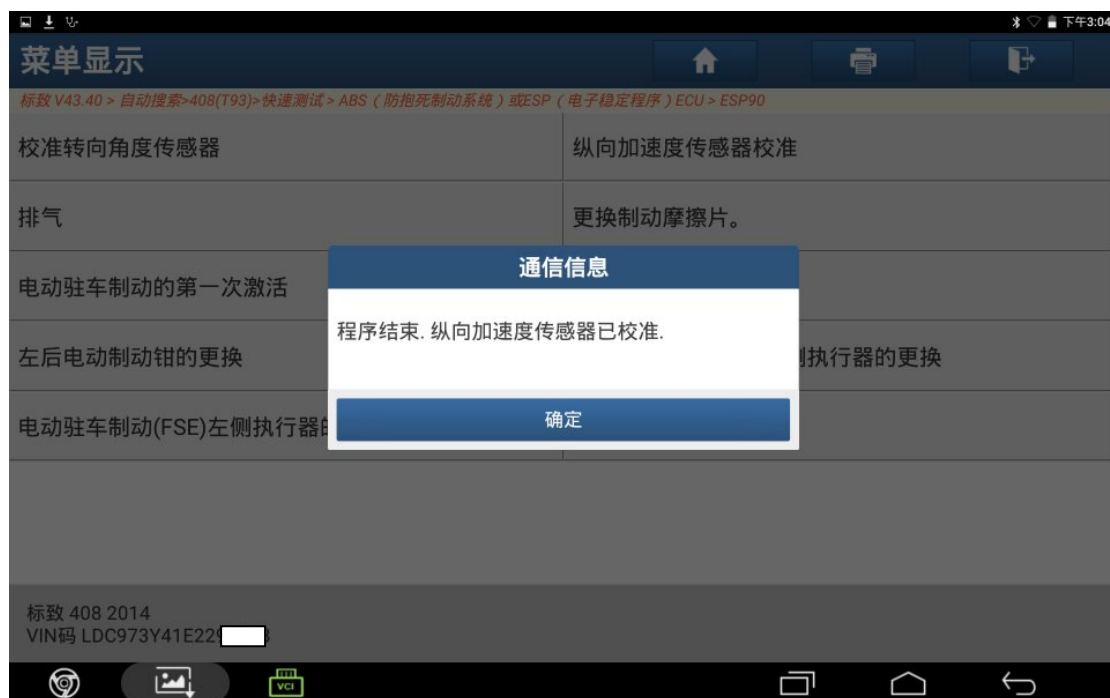 下午3:04
菜单显示
标致 V43.40 > 自动搜索>408(T93)>快速测试 > ABS（防抱死制动系统）或ESP（电子稳定程序）ECU > ESP90
校准转向角度传感器
纵向加速度传感器校准
排气
更换制动摩擦片。
通信信息
电动驻车制动的第一次激活
程序结束. 纵向加速度传感器已校准.
左后电动制动钳的更换
执行器的更换
确定
电动驻车制动(FSE)左侧执行器
标致 408 2014
VIN码 LDC973Y41E22
VCI